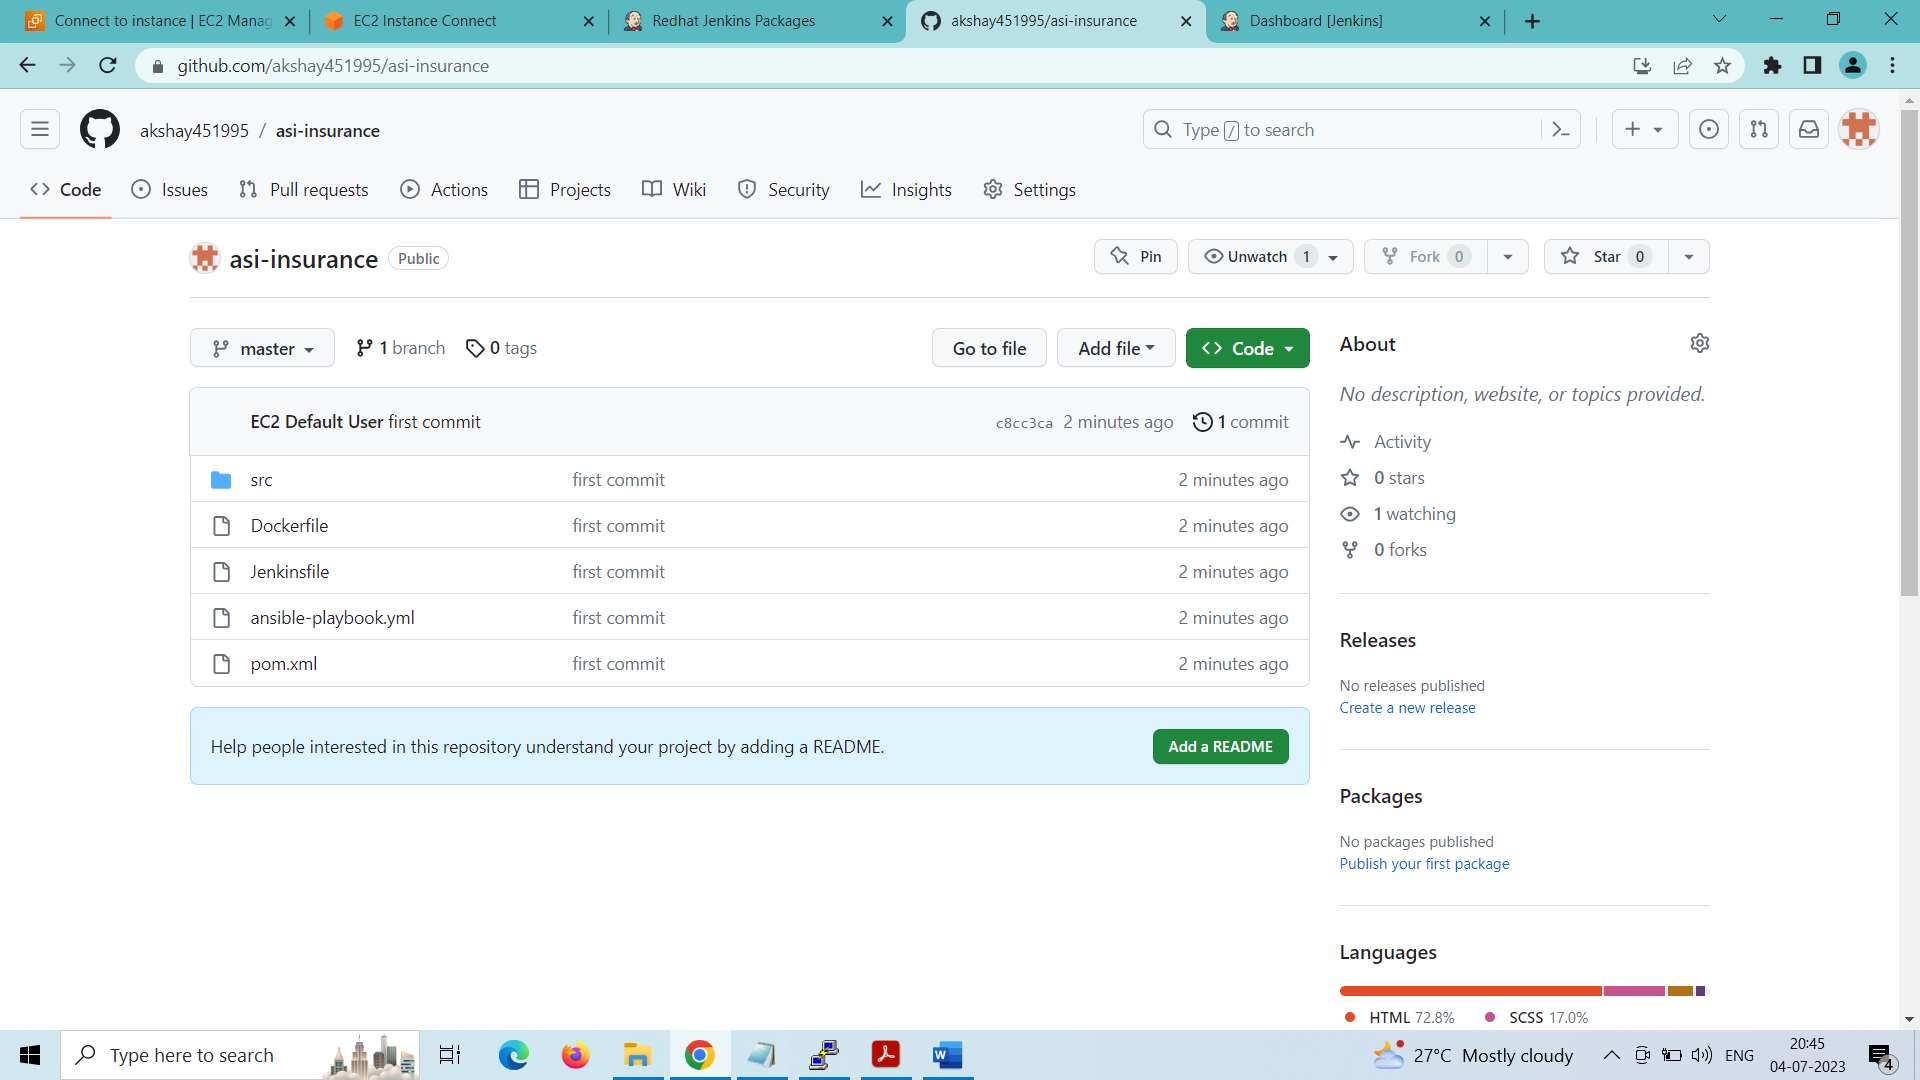 Connect to instance | EC2 Manag
EC2 Instance Connect
Redhat Jenkins Packages
akshay451995/asi-insurance
Dashboard [Jenkins]
github.com/akshay451995/asi-insurance
akshay451995 / asi-insurance
Type / to search
Code
Issues
Pull requests
Actions
Projects
Wiki
Security
Insights
Settings
asi-insurance Public
Pin
Unwatch 1
Fork 0
Star 0
master
1 branch
0 tags
Go to file
Add file
Code
EC2 Default User first commit
c8cc3ca 2 minutes ago
1 commit
src first commit 2 minutes ago
Dockerfile first commit 2 minutes ago
Jenkinsfile first commit 2 minutes ago
ansible-playbook.yml first commit 2 minutes ago
pom.xml first commit 2 minutes ago
Help people interested in this repository understand your project by adding a README.
Add a README
About
No description, website, or topics provided.
Activity
0 stars
1 watching
0 forks
Releases
No releases published
Create a new release
Packages
No packages published
Publish your first package
Languages
HTML 72.8%
SCSS 17.0%
Type here to search
27°C Mostly cloudy
ENG
20:45
04-07-2023
4